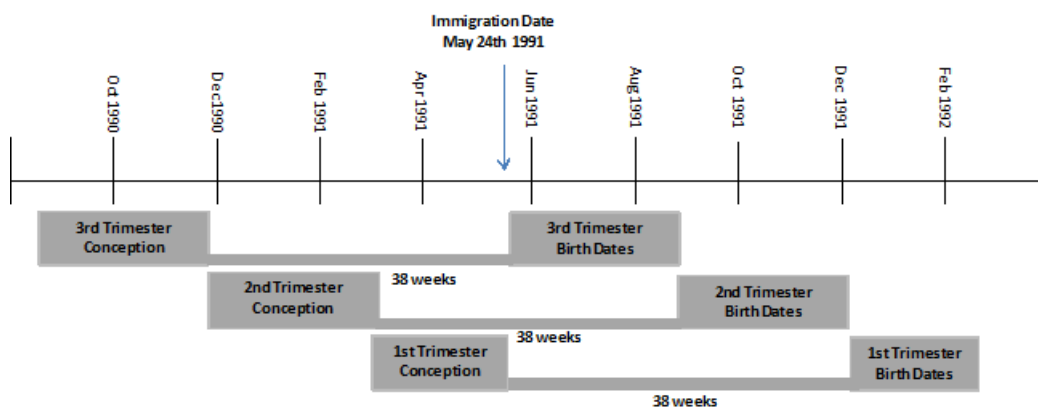 Immigration Date
May 24th 1991
Oct 1990
Dec1990
Feb 1991
Apr 1991
Jun 1991
Aug 1991
Oct 1991
Dec 1991
Feb 1992
3rd Trimester
Conception
3rd Trimester
Birth Dates
38 weeks
2nd Trimester
Conception
2nd Trimester
Birth Dates
38 weeks
1st Trimester
Conception
1st Trimester
Birth Dates
38 weeks